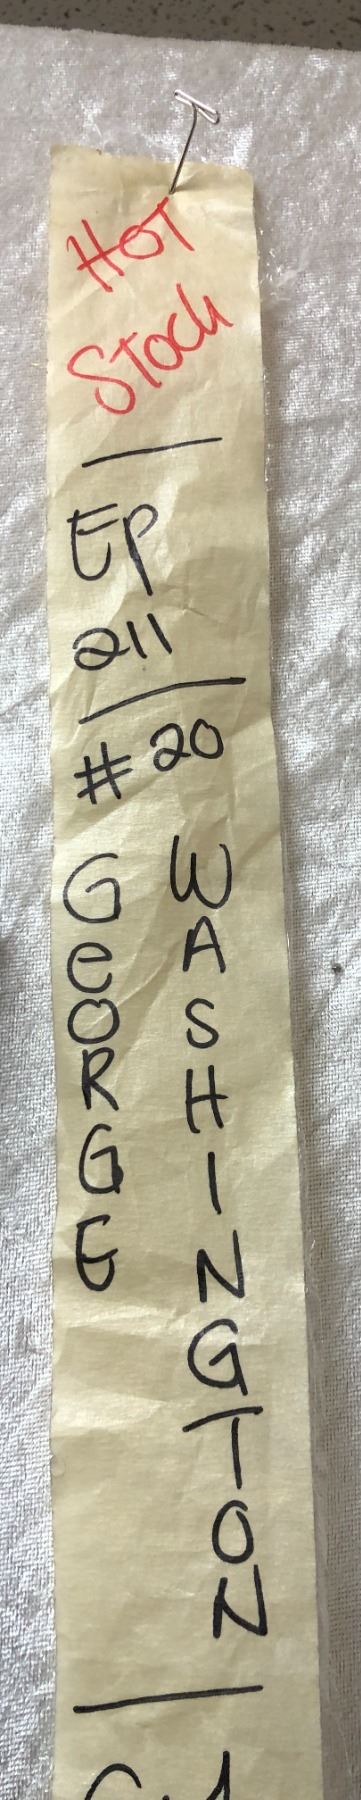 HOT
Stock
Ep
211
# 20
GeORGE
WASHINGTON